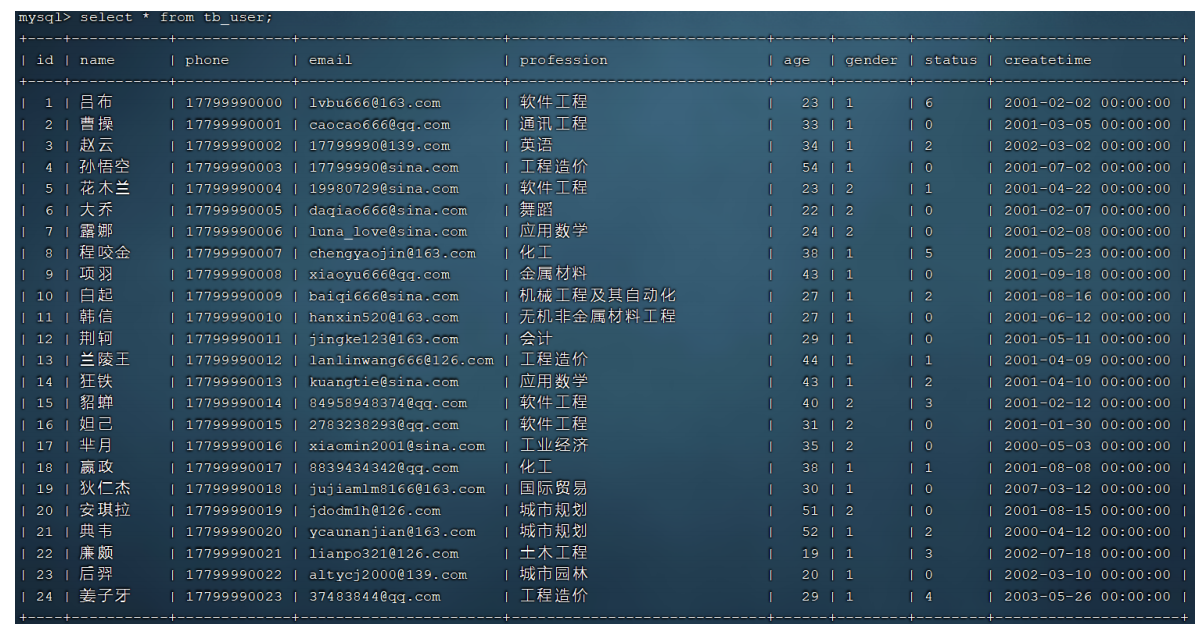 mysql> select * from tb_user;
+----+-----------+-------------+-----------------------+-----------------------------+------+--------+--------+---------------------+
| id | name | phone | email | profession | age | gender | status | createtime |
+----+-----------+-------------+-----------------------+-----------------------------+------+--------+--------+---------------------+
| 1 | 吕布 | 17799990000 | lvbu666@163.com | 软件工程 | 23 | 1 | 6 | 2001-02-02 00:00:00 |
| 2 | 曹操 | 17799990001 | caocao666@qq.com | 通讯工程 | 33 | 1 | 0 | 2001-03-05 00:00:00 |
| 3 | 赵云 | 17799990002 | 17799990@139.com | 英语 | 34 | 1 | 2 | 2002-03-02 00:00:00 |
| 4 | 孙悟空 | 17799990003 | 17799990@sina.com | 工程造价 | 54 | 1 | 0 | 2001-07-02 00:00:00 |
| 5 | 花木兰 | 17799990004 | 19980729@sina.com | 软件工程 | 23 | 2 | 1 | 2001-04-22 00:00:00 |
| 6 | 大乔 | 17799990005 | daqiao666@sina.com | 舞蹈 | 22 | 2 | 0 | 2001-02-07 00:00:00 |
| 7 | 露娜 | 17799990006 | luna_love@sina.com | 应用数学 | 24 | 2 | 0 | 2001-02-08 00:00:00 |
| 8 | 程咬金 | 17799990007 | chengyaojin@163.com | 化工 | 38 | 1 | 5 | 2001-05-23 00:00:00 |
| 9 | 项羽 | 17799990008 | xiaoyu666@qq.com | 金属材料 | 43 | 1 | 0 | 2001-09-18 00:00:00 |
| 10 | 白起 | 17799990009 | baiqi666@sina.com | 机械工程及其自动化 | 27 | 1 | 2 | 2001-08-16 00:00:00 |
| 11 | 韩信 | 17799990010 | hanxin520@163.com | 无机非金属材料工程 | 27 | 1 | 0 | 2001-06-12 00:00:00 |
| 12 | 荆轲 | 17799990011 | jingke123@163.com | 会计 | 29 | 1 | 0 | 2001-05-11 00:00:00 |
| 13 | 兰陵王 | 17799990012 | lanlinwang666@126.com | 工程造价 | 44 | 1 | 1 | 2001-04-09 00:00:00 |
| 14 | 狂铁 | 17799990013 | kuangtie@sina.com | 应用数学 | 43 | 1 | 2 | 2001-04-10 00:00:00 |
| 15 | 貂蝉 | 17799990014 | 84958948374@qq.com | 软件工程 | 40 | 2 | 3 | 2001-02-12 00:00:00 |
| 16 | 妲己 | 17799990015 | 2783238293@qq.com | 软件工程 | 31 | 2 | 0 | 2001-01-30 00:00:00 |
| 17 | 芈月 | 17799990016 | xiaomin2001@sina.com | 工业经济 | 35 | 2 | 0 | 2000-05-03 00:00:00 |
| 18 | 嬴政 | 17799990017 | 8839434342@qq.com | 化工 | 38 | 1 | 1 | 2001-08-08 00:00:00 |
| 19 | 狄仁杰 | 17799990018 | jujiamlm8166@163.com | 国际贸易 | 30 | 1 | 0 | 2007-03-12 00:00:00 |
| 20 | 安琪拉 | 17799990019 | jdodm1h@126.com | 城市规划 | 51 | 2 | 0 | 2001-08-15 00:00:00 |
| 21 | 典韦 | 17799990020 | ycaunanjian@163.com | 城市规划 | 52 | 1 | 2 | 2000-04-12 00:00:00 |
| 22 | 廉颇 | 17799990021 | lianpo321@126.com | 土木工程 | 19 | 1 | 3 | 2002-07-18 00:00:00 |
| 23 | 后羿 | 17799990022 | altycj2000@139.com | 城市园林 | 20 | 1 | 0 | 2002-03-10 00:00:00 |
| 24 | 姜子牙 | 17799990023 | 37483844@qq.com | 工程造价 | 29 | 1 | 4 | 2003-05-26 00:00:00 |
+----+-----------+-------------+-----------------------+-----------------------------+------+--------+--------+---------------------+